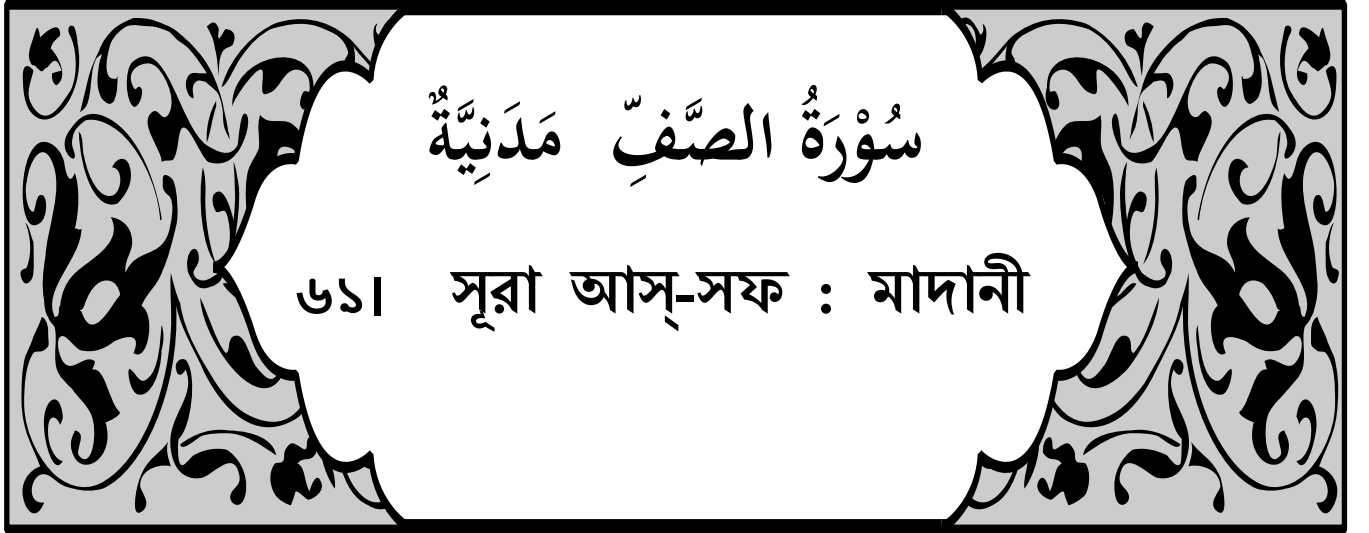 سُوْرَةُ الصَّفِّ مَدَنِيَّةٌ
৬১। সূরা আস্-সফ : মাদানী